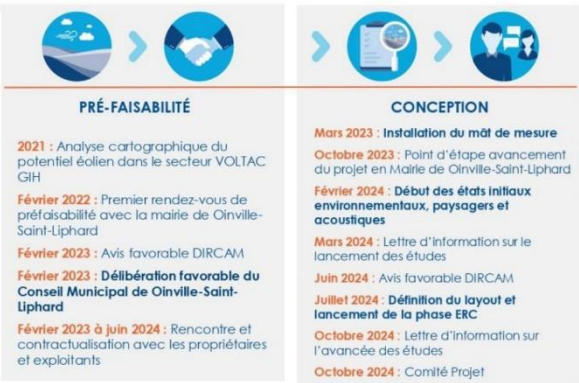 PRÉ-FAISABILITÉ
2021 : Analyse cartographique du
potentiel éolien dans le secteur VOLTAC
GIH
Février 2022 : Premier rendez-vous de
préfaisabilité avec la mairie de Oinville-
Saint-Liphard
Février 2023 : Avis favorable DIRCAM
Février 2023 : Délibération favorable du
Conseil Municipal de Oinville-Saint-
Liphard
Février 2023 à juin 2024 : Rencontre et
contractualisation avec les propriétaires
et exploitants
CONCEPTION
Mars 2023 : Installation du mât de mesure
Octobre 2023 : Point d'étape avancement
du projet en Mairie de Oinville-Saint-Liphard
Février 2024 : Début des états initiaux
environnementaux, paysagers et
acoustiques
Mars 2024 : Lettre d'information sur le
lancement des études
Juin 2024 : Avis favorable DIRCAM
Juillet 2024 : Définition du layout et
lancement de la phase ERC
Octobre 2024 : Lettre d'information sur
l'avancée des études
Octobre 2024 : Comité Projet